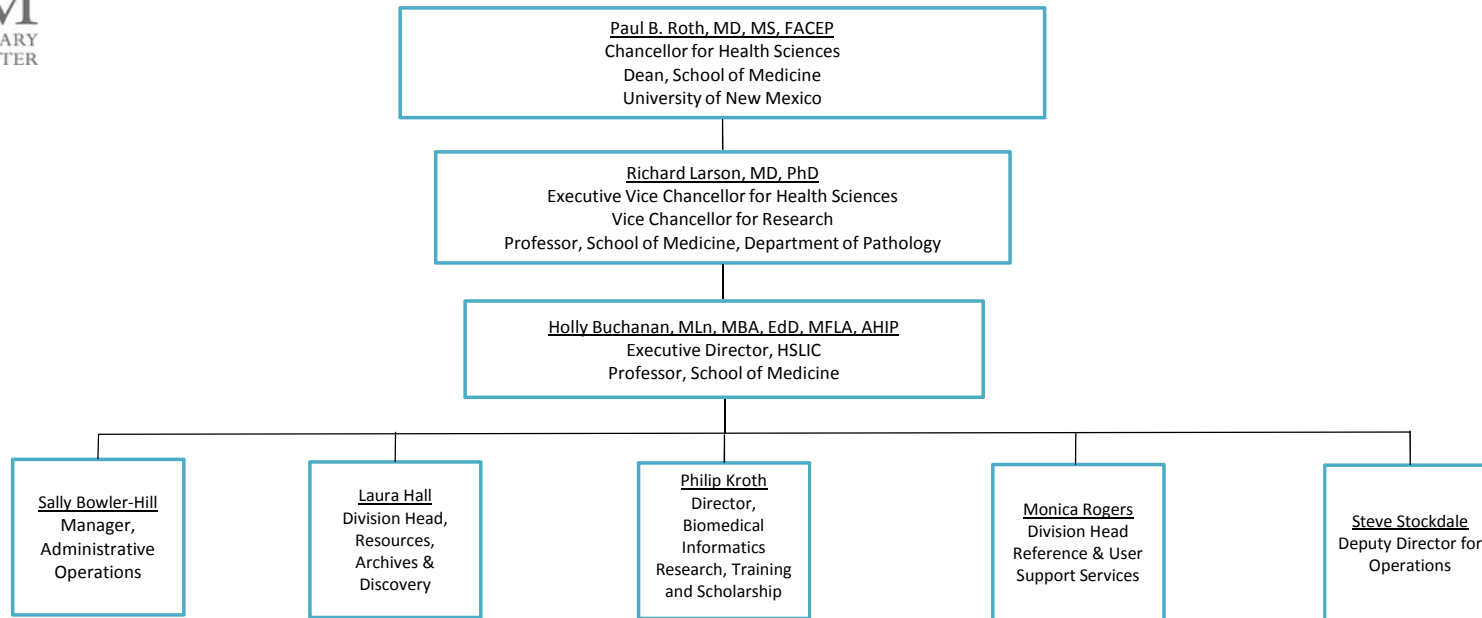 M
ARY
TER
Paul B. Roth, MD, MS, FACEP
Chancellor for Health Sciences
Dean, School of Medicine
University of New Mexico
Richard Larson, MD, PhD
Executive Vice Chancellor for Health Sciences
Vice Chancellor for Research
Professor, School of Medicine, Department of Pathology
Holly Buchanan, MLn, MBA, EdD, MFLA, AHIP
Executive Director, HSLIC
Professor, School of Medicine
Sally Bowler-Hill
Manager,
Administrative
Operations
Laura Hall
Division Head,
Resources,
Archives &
Discovery
Philip Kroth
Director,
Biomedical
Informatics
Research, Training
and Scholarship
Monica Rogers
Division Head
Reference & User
Support Services
Steve Stockdale
Deputy Director for
Operations